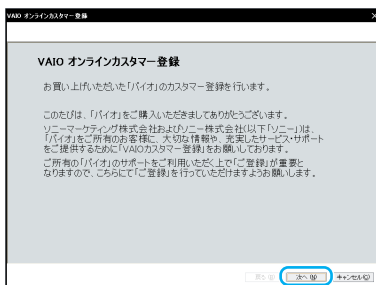 VAIO オンラインカスタマー登録
VAIO オンラインカスタマー登録
お買い上げいただいた「バイオ」のカスタマー登録を行います。
このたびは、「バイオ」をご購入いただきましてありがとうございます。
ソニーマーケティング株式会社およびソニー株式会社(以下「ソニー」)は、
「バイオ」をご所有のお客様に、大切な情報や、充実したサービス・サポート
をご提供するために「VAIOカスタマー登録」をお願いしております。
ご所有の「バイオ」のサポートをご利用いただく上で「ご登録」が重要と
なりますので、こちらにて「ご登録」を行っていただけますようお願いします。
戻る(B) 次へ(N) キャンセル(C)